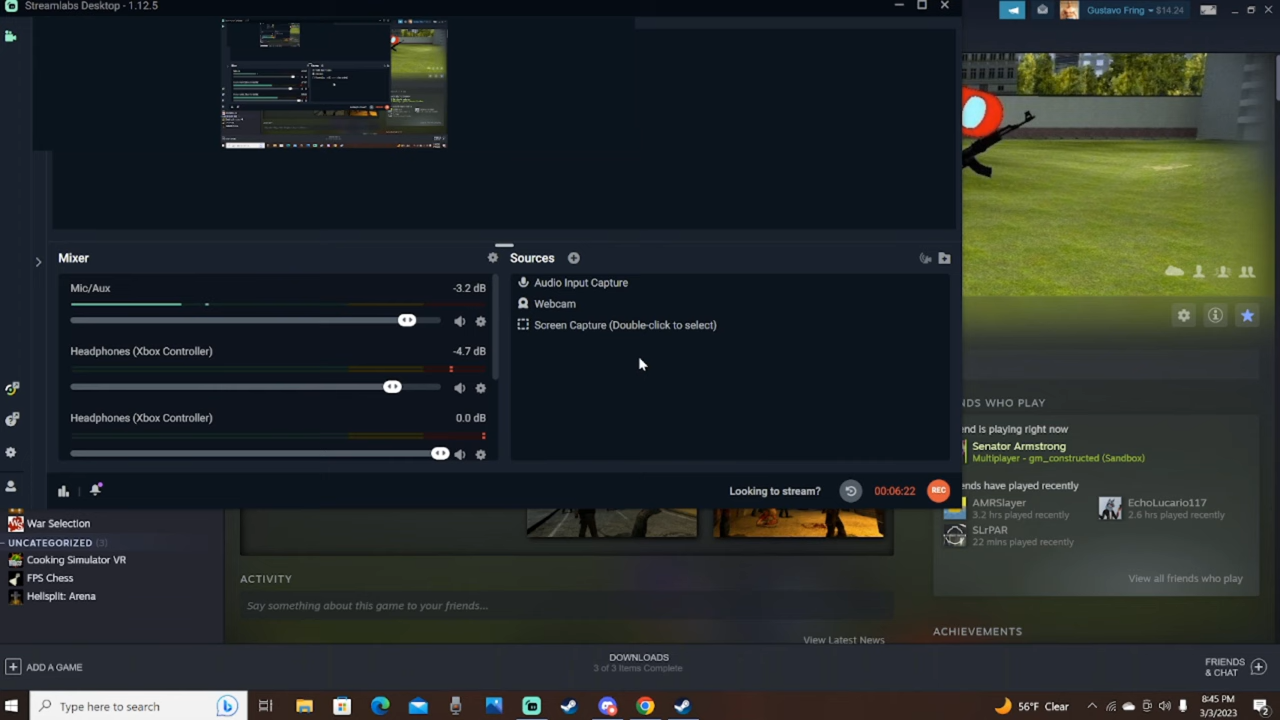 Streamlabs Desktop - 1.12.5
Gustavo Fring
$14.24
Mixer
Sources
Mic/Aux
-3.2 dB
Headphones (Xbox Controller)
-4.7 dB
Headphones (Xbox Controller)
0.0 dB
Audio Input Capture
Webcam
Screen Capture (Double-click to select)
Looking to stream?
00:06:22
REC
NDS WHO PLAY
end is playing right now
Senator Armstrong
Multiplayer - gm_constructed (Sandbox)
ends have played recently
AMRSlayer
3.2 hrs played recently
EchoLucario117
2.6 hrs played recently
SLrPAR
22 mins played recently
View all friends who play
War Selection
UNCATEGORIZED (3)
Cooking Simulator VR
FPS Chess
Hellsplit: Arena
ACTIVITY
Say something about this game to your friends...
View Latest News
ACHIEVEMENTS
ADD A GAME
DOWNLOADS
3 of 3 Items Complete
FRIENDS
& CHAT
Type here to search
56°F Clear
8:45 PM
3/3/2023
2